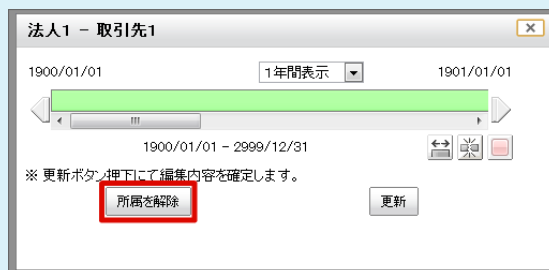 法人1 − 取引先1
1900/01/01 1年間表示 1901/01/01
1900/01/01 − 2999/12/31
※ 更新ボタン押下にて編集内容を確定します。
所属を解除 更新